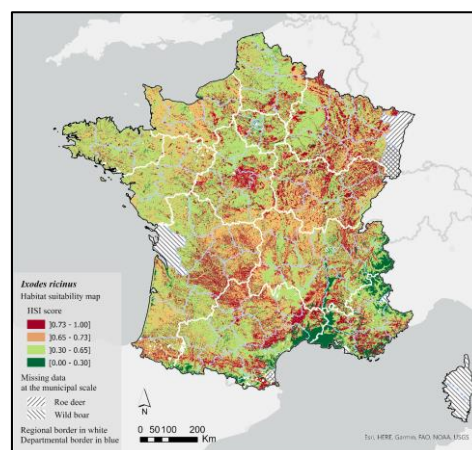 Ixodes ricinus
Habitat suitability map
HSI score
]0.73 - 1.00]
]0.65 - 0.73]
]0.30 - 0.65]
[0.00 - 0.30]
Missing data
at the municipal scale
Roe deer
Wild boar
Regional border in white
Departmental border in blue
N
0 50 100 200
Km
Esri, HERE, Garmin, FAO, NOAA, USGS